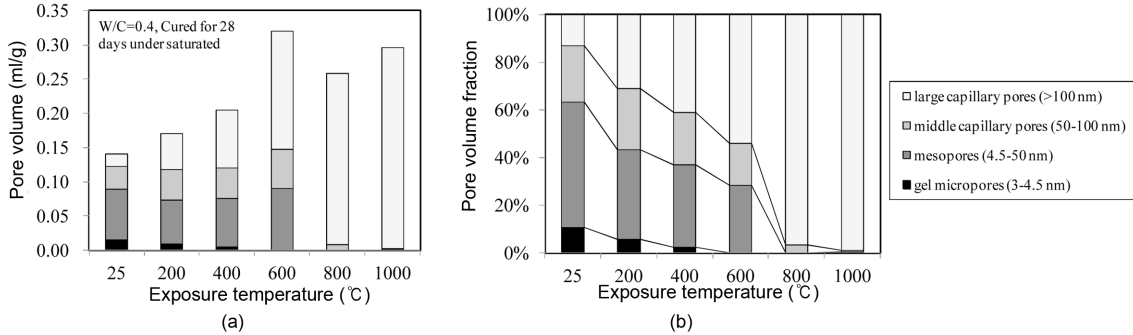 (a)
0.35
0.30
0.25
0.20
0.15
0.10
0.05
0.00
Pore volume (ml/g)
W/C=0.4, Cured for 28
days under saturated
25 200 400 600 800 1000
Exposure temperature (℃)
(a)
(b)
100%
80%
60%
40%
20%
0%
Pore volume fraction
25 200 400 600 800 1000
Exposure temperature (℃)
(b)
large capillary pores (>100 nm)
middle capillary pores (50-100 nm)
mesopores (4.5-50 nm)
gel micropores (3-4.5 nm)